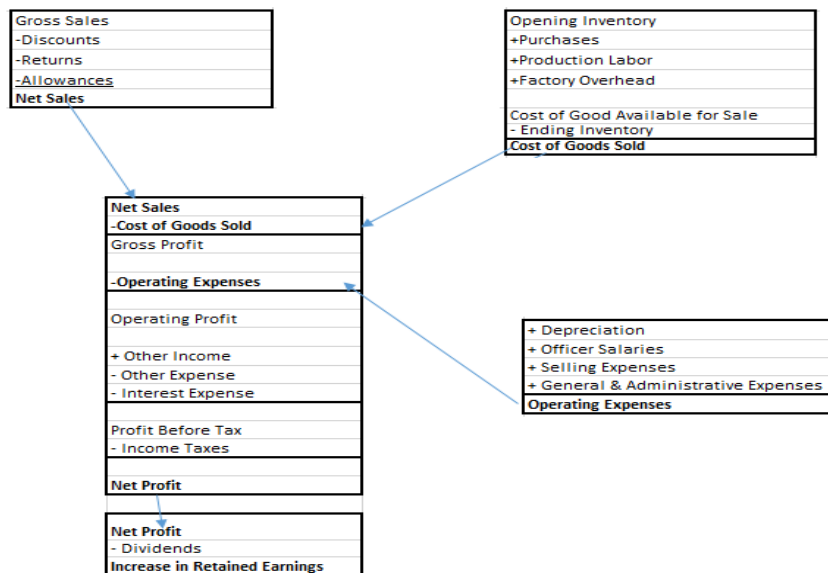 Gross Sales
-Discounts
-Returns
-Allowances
Net Sales
Opening Inventory
+Purchases
+Production Labor
+Factory Overhead
Cost of Good Available for Sale
- Ending Inventory
Cost of Goods Sold
Net Sales
-Cost of Goods Sold
Gross Profit
-Operating Expenses
Operating Profit
+ Other Income
- Other Expense
- Interest Expense
Profit Before Tax
- Income Taxes
Net Profit
+ Depreciation
+ Officer Salaries
+ Selling Expenses
+ General & Administrative Expenses
Operating Expenses
Net Profit
- Dividends
Increase in Retained Earnings